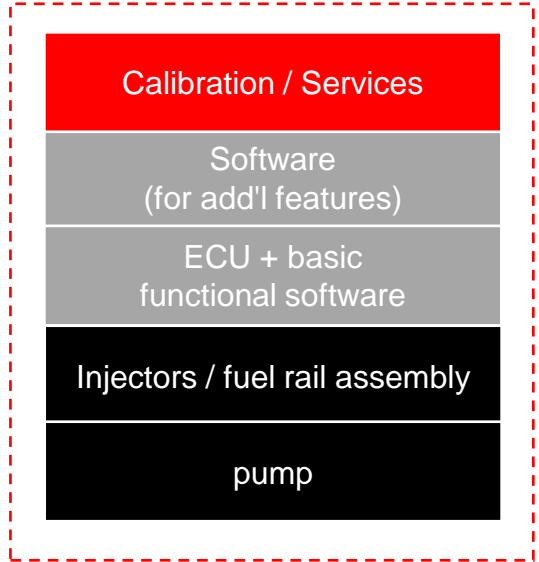 Calibration / Services
Software
(for add'l features)
ECU + basic
functional software
Injectors / fuel rail assembly
pump